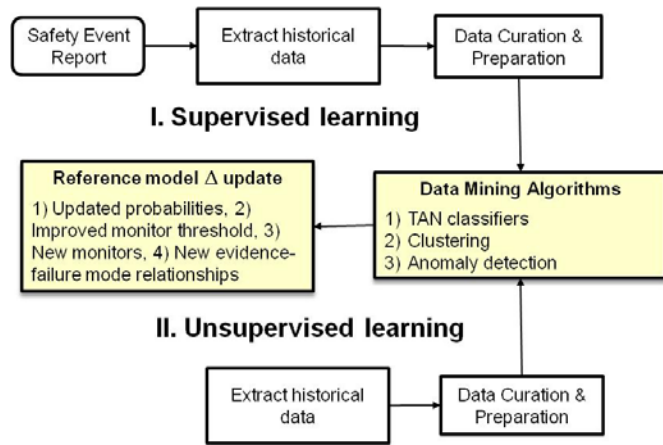 Safety Event
Report
Extract historical
data
Data Curation &
Preparation
I. Supervised learning
Reference model Δ update
1) Updated probabilities, 2)
Improved monitor threshold, 3)
New monitors, 4) New evidence-
failure mode relationships
Data Mining Algorithms
1) TAN classifiers
2) Clustering
3) Anomaly detection
II. Unsupervised learning
Extract historical
data
Data Curation &
Preparation